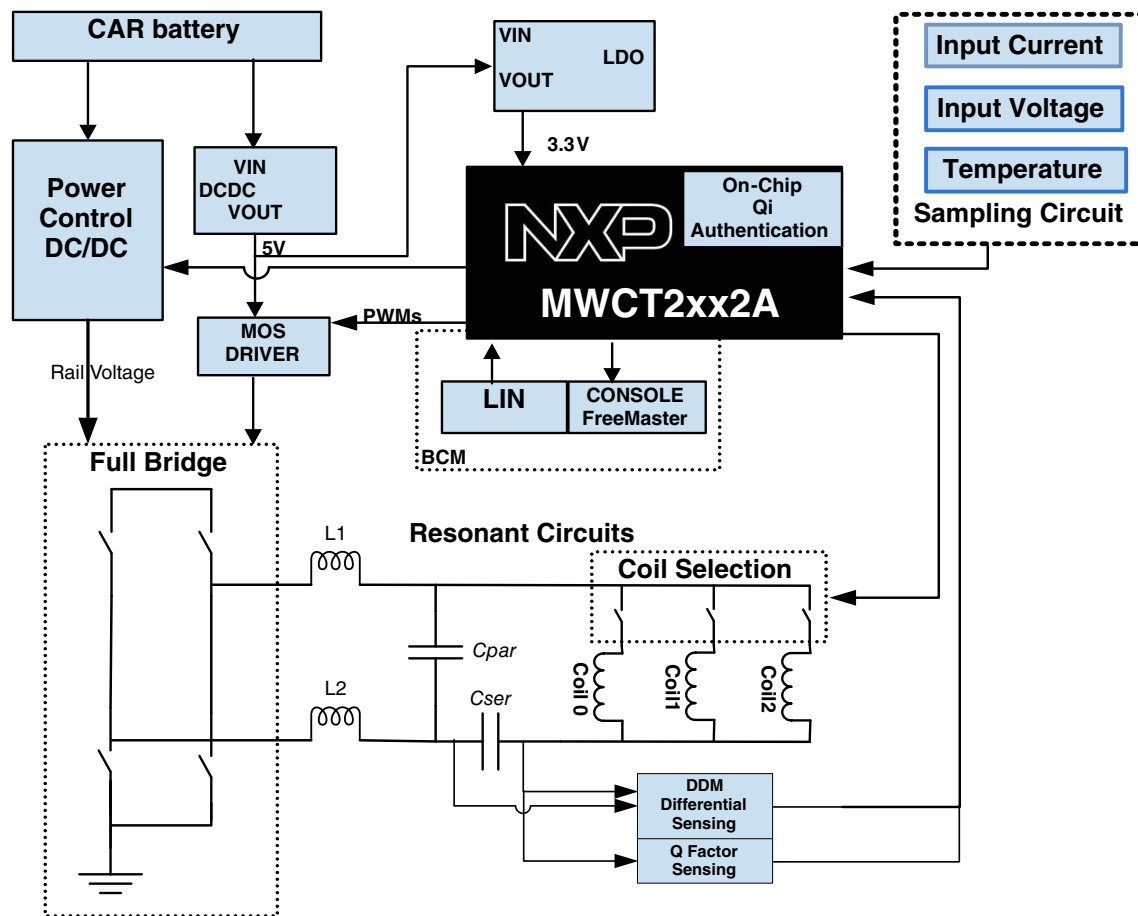 CAR battery
VIN
LDO
VOUT
Input Current
Input Voltage
Temperature
Sampling Circuit
3.3V
Power
Control
DC/DC
VIN
DCDC
VOUT
5V
NXP
On-Chip
Qi
Authentication
MWCT2xx2A
PWMs
MOS
DRIVER
Rail Voltage
LIN
CONSOLE
FreeMaster
BCM
Full Bridge
L1
Resonant Circuits
Coil Selection
Cpar
L2
Cser
Coil 0
Coil1
Coil2
DDM
Differential
Sensing
Q Factor
Sensing